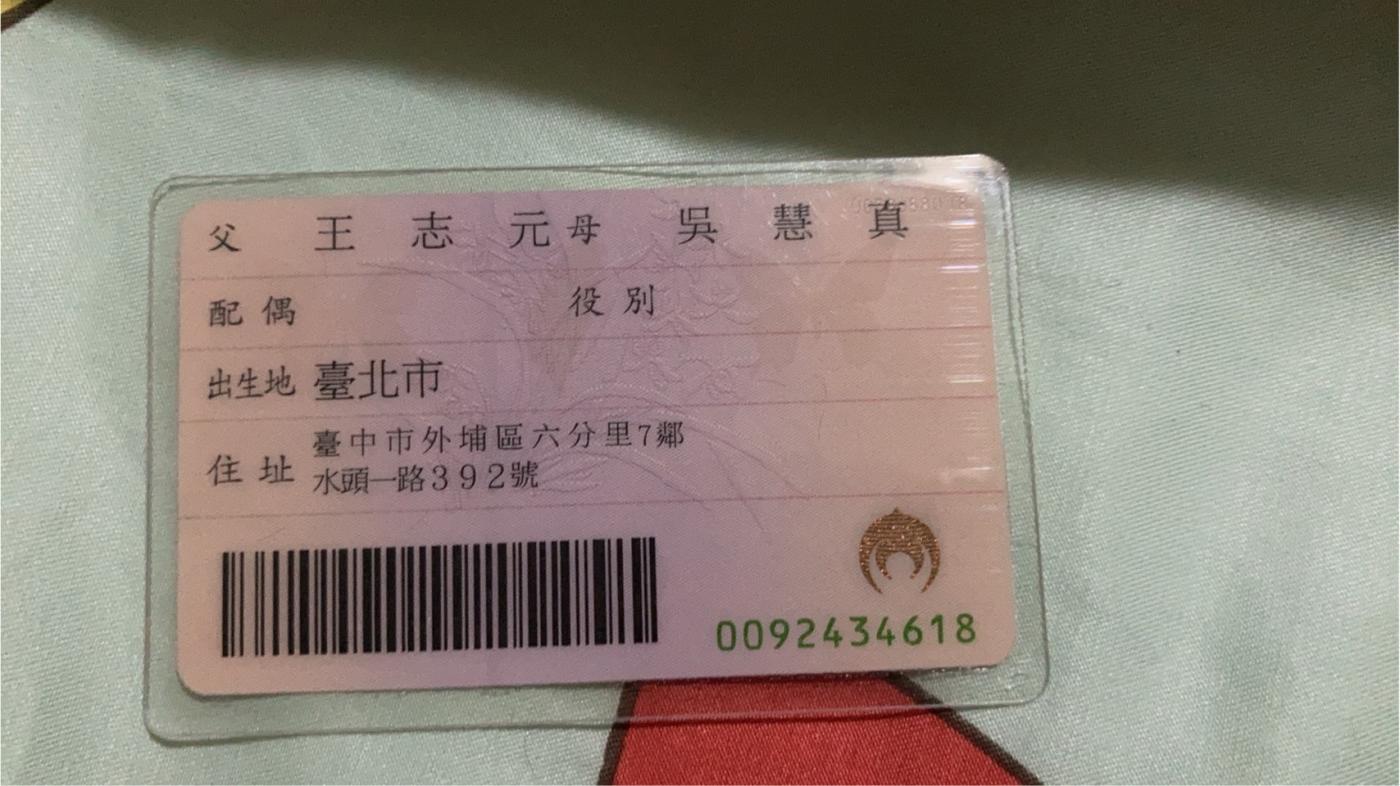 父 王志元 母 吳慧真
配偶 役別
出生地 臺北市
住址 臺中市外埔區六分里7鄰
水頭一路392號
0092434618